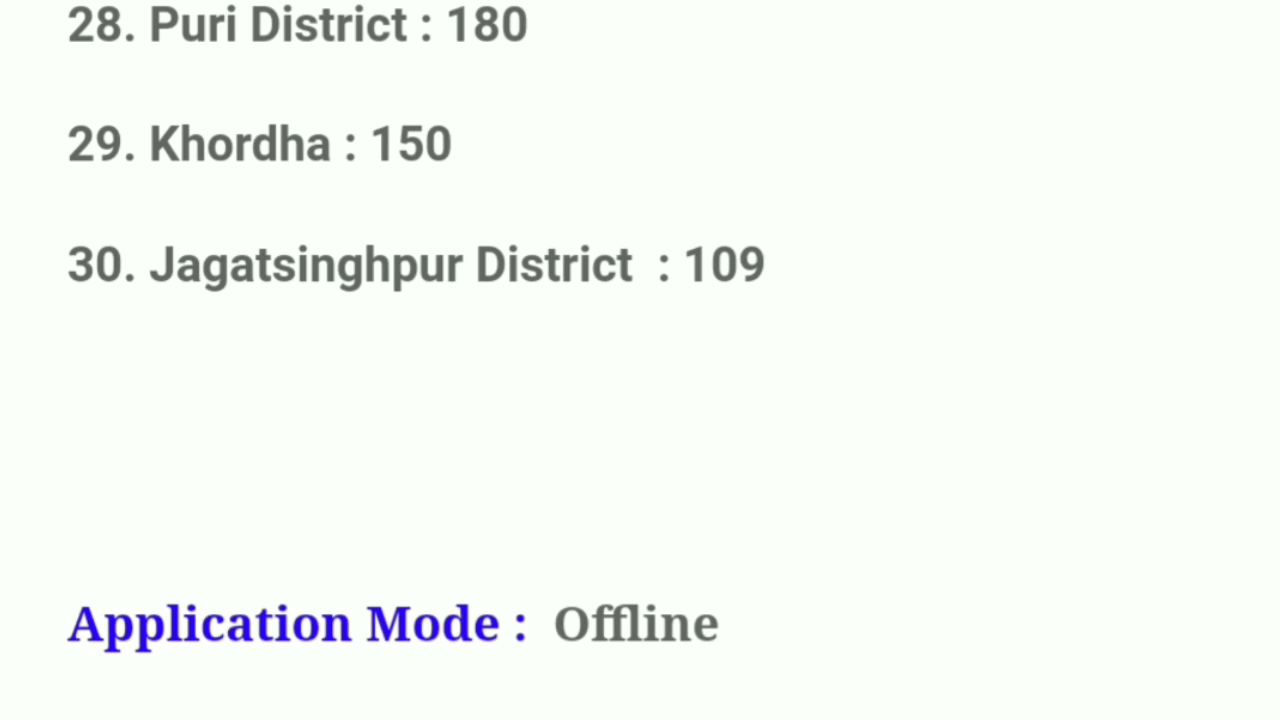 28. Puri District : 180
29. Khordha : 150
30. Jagatsinghpur District  : 109
Application Mode :  Offline